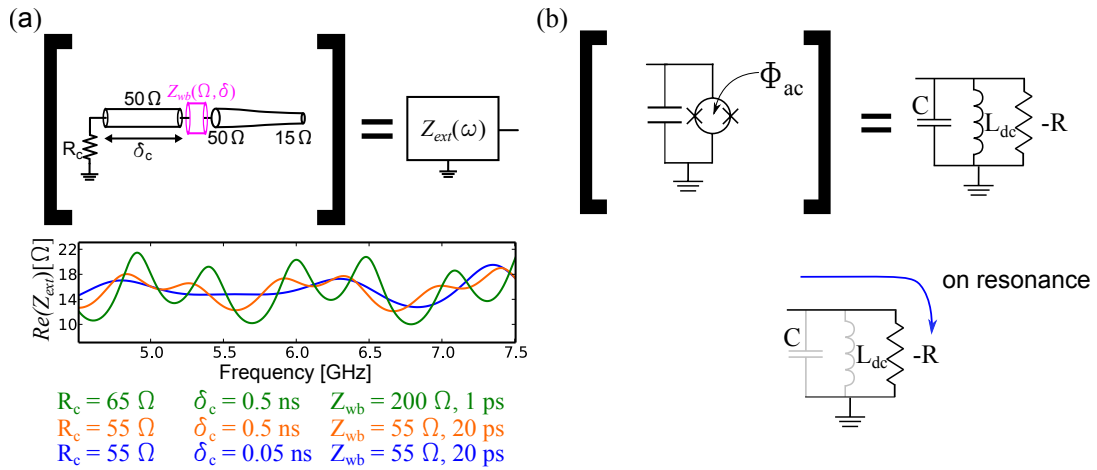 (a)
50 Ω
Z_wb(Ω, δ)
R_c
δ_c
50 Ω
15 Ω
=
Z_ext(ω)
Re(Z_ext) [Ω]
22
18
14
10
5.0 5.5 6.0 6.5 7.0 7.5
Frequency [GHz]
R_c = 65 Ω δ_c = 0.5 ns Z_wb = 200 Ω, 1 ps
R_c = 55 Ω δ_c = 0.5 ns Z_wb = 55 Ω, 20 ps
R_c = 55 Ω δ_c = 0.05 ns Z_wb = 55 Ω, 20 ps
(b)
Φ_ac
=
C L_dc -R
on resonance
C L_dc -R